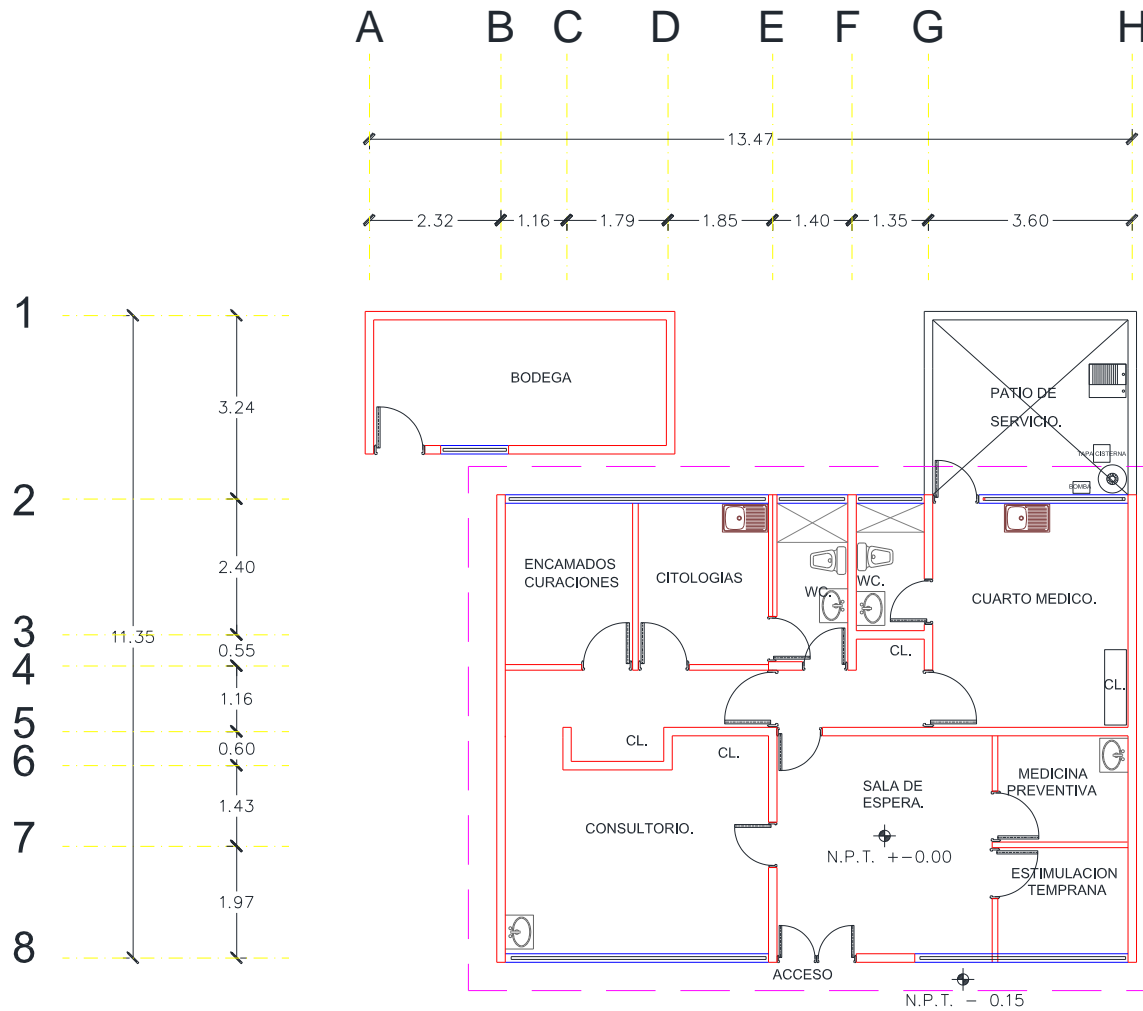 A B C D E F G H
13.47
2.32 1.16 1.79 1.85 1.40 1.35 3.60
1
2
3
4
5
6
7
8
11.35
3.24
2.40
0.55
1.16
0.60
1.43
1.97
BODEGA
PATIO DE
SERVICIO.
TAPA CISTERNA
BOMBA
ENCAMADOS
CURACIONES
CITOLOGIAS
WC.
WC.
CUARTO MEDICO.
CL.
CL.
CL.
CL.
SALA DE
ESPERA.
MEDICINA
PREVENTIVA
CONSULTORIO.
N.P.T. +-0.00
ESTIMULACION
TEMPRANA
ACCESO
N.P.T. - 0.15